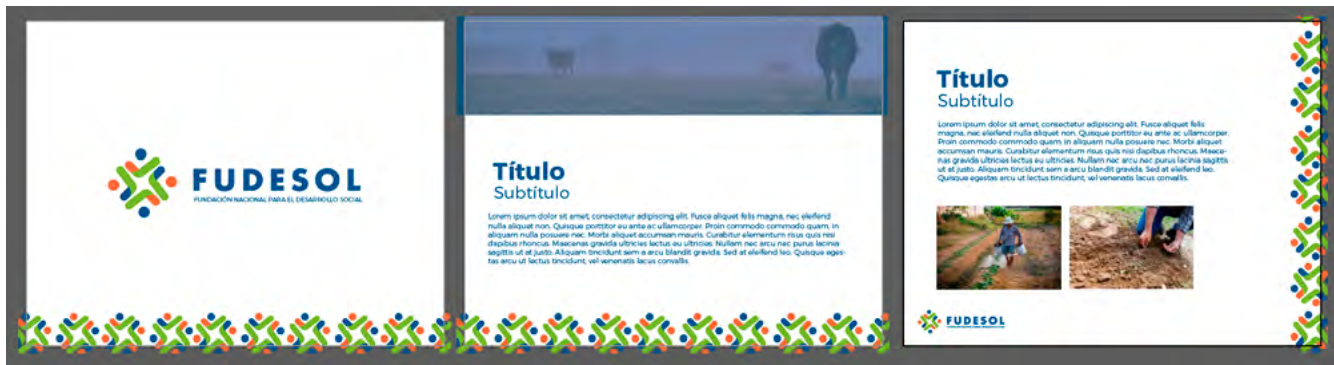 FUDESOL
FUNDACIÓN NACIONAL PARA EL DESARROLLO SOCIAL
Título
Subtítulo
Lorem ipsum dolor sit amet, consectetur adipiscing elit. Fusce aliquet felis magna, nec eleifend
nulla aliquet non. Quisque porttitor eu ante ac ullamcorper. Proin commodo commodo quam, in
aliquam nulla posuere nec. Morbi aliquet accumsan mauris. Curabitur elementum risus quis nisi
dapibus rhoncus. Maecenas gravida ultricies lectus eu ultricies. Nullam nec arcu nec purus lacinia
sagittis ut at justo. Aliquam tincidunt sem a arcu blandit gravida. Sed at eleifend leo. Quisque eges-
tas arcu ut lectus tincidunt, vel venenatis lacus convallis.
Título
Subtítulo
Lorem ipsum dolor sit amet, consectetur adipiscing elit. Fusce aliquet felis
magna, nec eleifend nulla aliquet non. Quisque porttitor eu ante ac ullamcorper.
Proin commodo commodo quam, in aliquam nulla posuere nec. Morbi aliquet
accumsan mauris. Curabitur elementum risus quis nisi dapibus rhoncus. Maece-
nas gravida ultricies lectus eu ultricies. Nullam nec arcu nec purus lacinia sagittis
ut at justo. Aliquam tincidunt sem a arcu blandit gravida. Sed at eleifend leo.
Quisque egestas arcu ut lectus tincidunt, vel venenatis lacus convallis.
FUDESOL